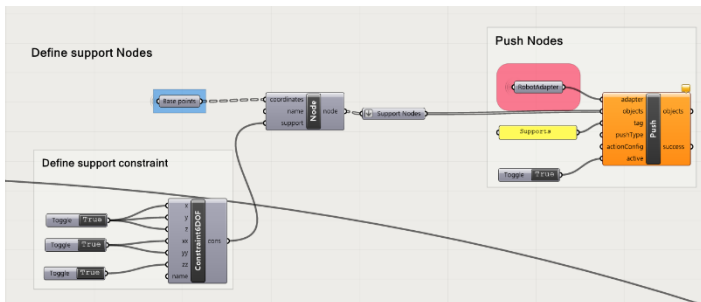 Define support Nodes
Base points
coordinates
name
support
node
Node
Support Nodes
Define support constraint
Toggle True
Toggle True
Toggle True
x
y
z
xx
yy
zz
name
Constraint6DOF
cons
Push Nodes
RobotAdapter
Supports
Toggle True
adapter
objects
tag
pushType
actionConfig
active
Push
objects
success